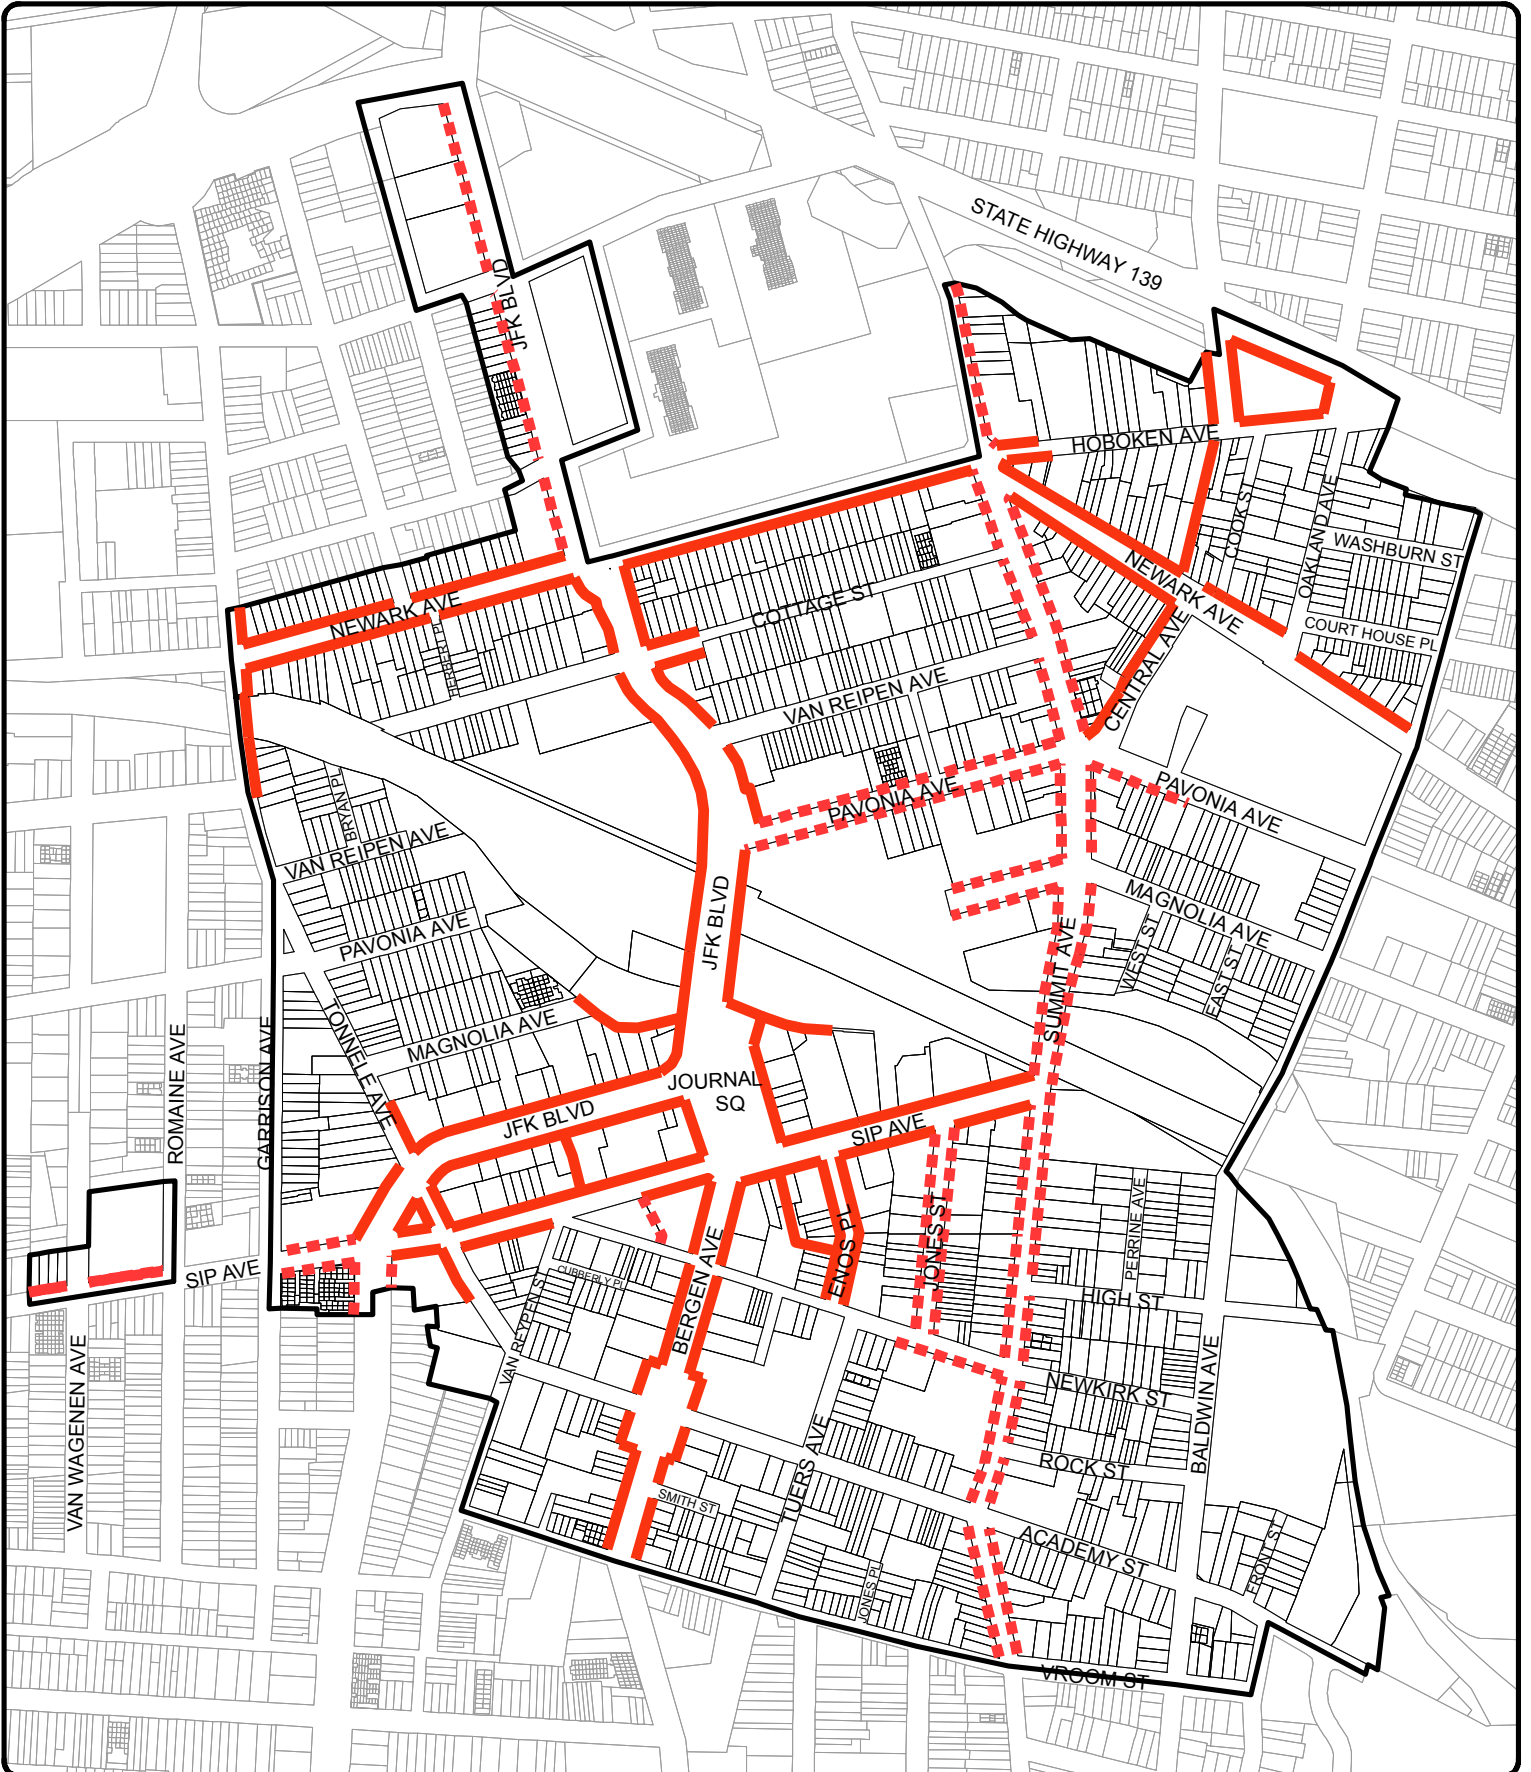 STATE HIGHWAY 139
JFK BLVD
HOBOKEN AVE
COOK S
OAKLAND AVE
WASHBURN ST
NEWARK AVE
NEWARK AVE
COTTAGE ST
HERBERT PL
COURT HOUSE PL
CENTRAL AVE
VAN REIPEN AVE
BRYAN PL
PAVONIA AVE
PAVONIA AVE
VAN REIPEN AVE
MAGNOLIA AVE
JFK BLVD
PAVONIA AVE
SUMMIT AVE
WEST ST
EAST ST
TONNELE AVE
MAGNOLIA AVE
ROMAINE AVE
GARRISON AVE
JOURNAL
SQ
JFK BLVD
SIP AVE
PERRINE AVE
JONES ST
ENOS PL
SIP AVE
CUBBERLY PL
BERGEN AVE
HIGH ST
VAN REYPEN S
VAN WAGENEN AVE
NEWKIRK ST
BALDWIN AVE
TUERS AVE
ROCK ST
SMITH ST
ACADEMY ST
FRONT ST
JONES PL
VROOM ST